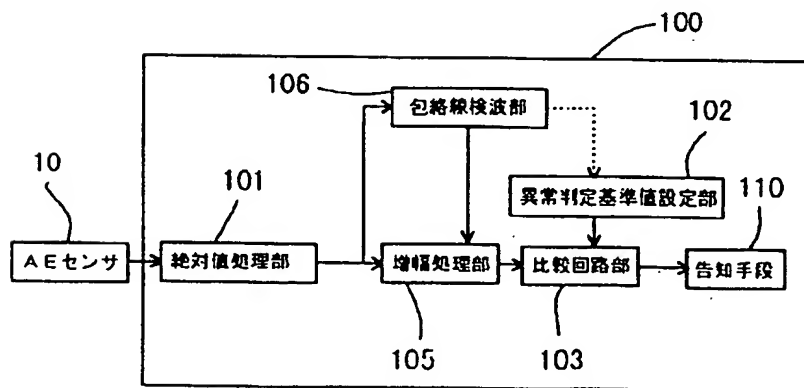 100
106
包絡線検波部
102
10
101
異常判定基準値設定部
110
AEセンサ
絶対値処理部
増幅処理部
比較回路部
告知手段
105
103